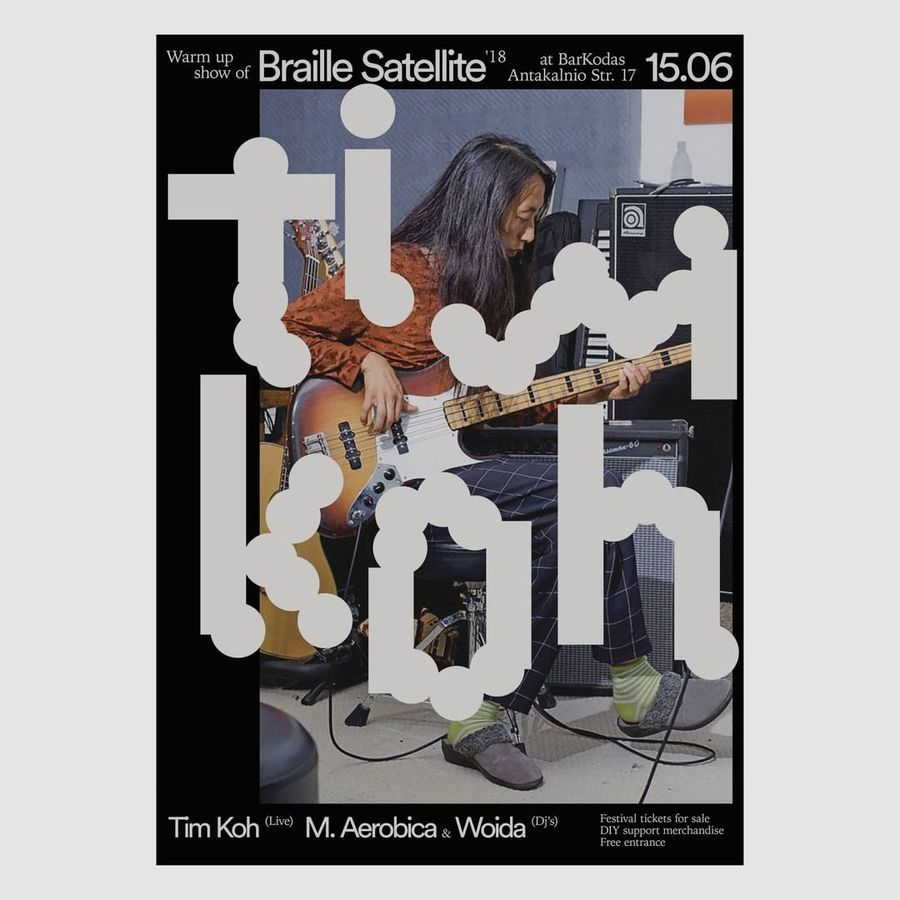 Warm up
show of
Braille Satellite'18
at BarKodas
Antakalnio Str. 17
15.06
tim
koh
Tim Koh (Live) M. Aerobica & Woida (Dj's)
Festival tickets for sale
DIY support merchandise
Free entrance